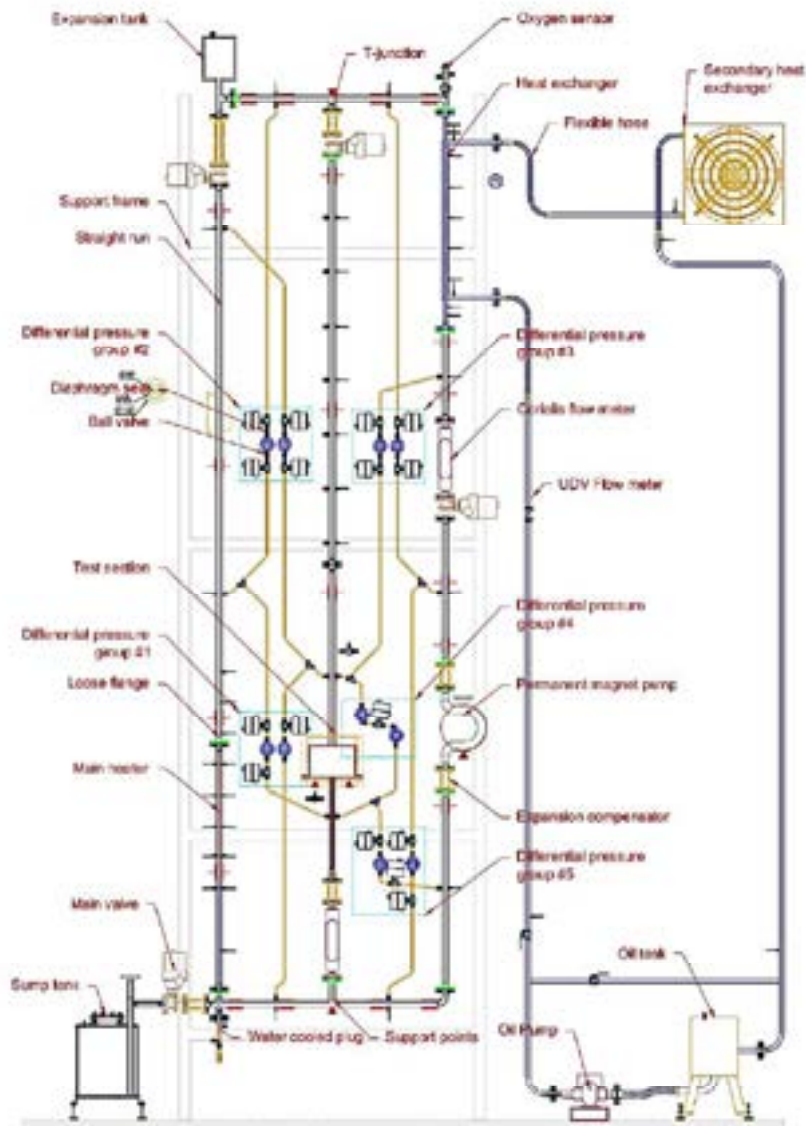 Expansion tank
Oxygen sensor
T-junction
Heat exchanger
Secondary heat
exchanger
Flexible hose
Support frame
Straight run
Differential pressure
group #2
Differential pressure
group #3
Diaphragm seal
Ball valve
Coriolis flow meter
UDV Flow meter
Test section
Differential pressure
group #1
Differential pressure
group #4
Loose flange
Permanent magnet pump
Main heater
Expansion compensator
Differential pressure
group #5
Main valve
Sump tank
Oil tank
Water cooled plug
Support points
Oil Pump